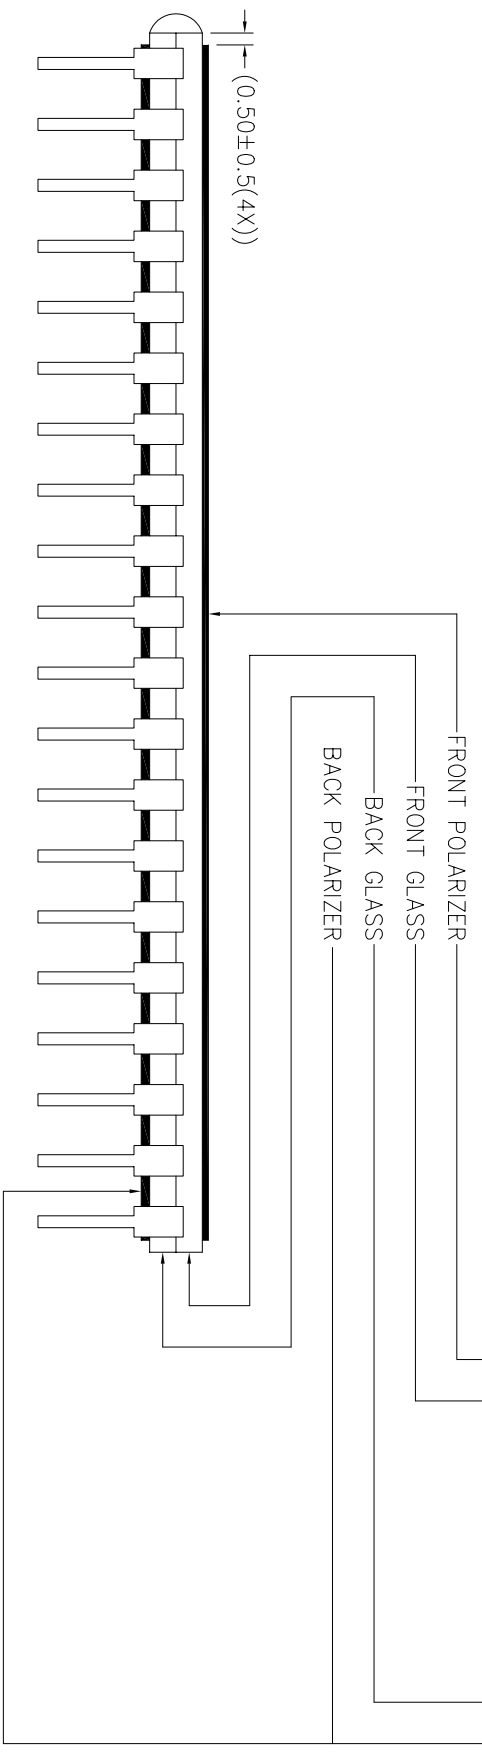 (0.50±0.5(4X))
FRONT POLARIZER
FRONT GLASS
BACK GLASS
BACK POLARIZER